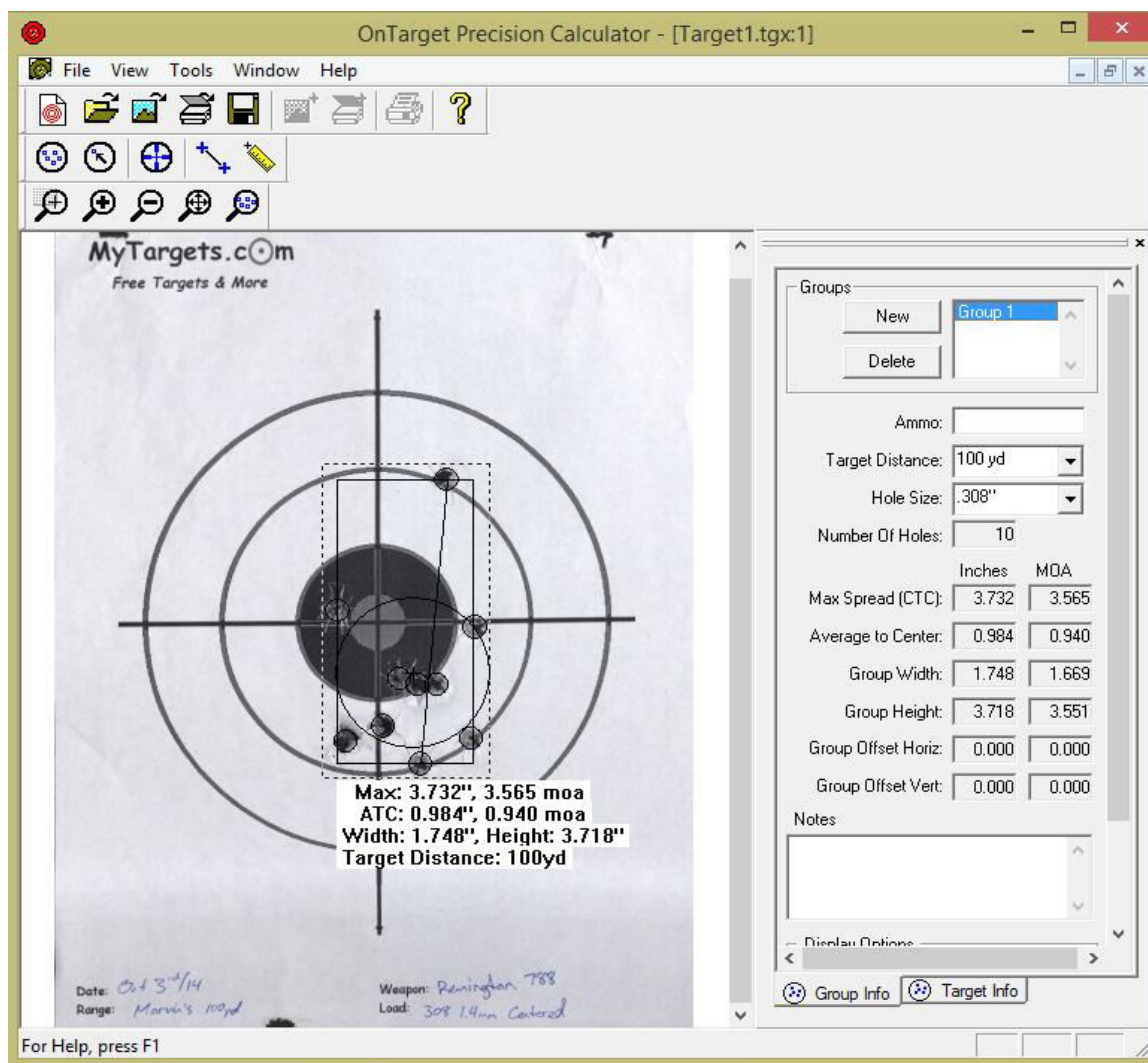 OnTarget Precision Calculator - [Target1.tgx:1]
File View Tools Window Help
MyTargets.com
Free Targets & More
Max: 3.732", 3.565 moa
ATC: 0.984", 0.940 moa
Width: 1.748", Height: 3.718"
Target Distance: 100yd
Date: Oct 3rd/14
Range: Marvin's 100yd
Weapon: Remington 788
Load: 308 1.4mm Centered
Groups
New
Group 1
Delete
Ammo:
Target Distance: 100 yd
Hole Size: .308"
Number Of Holes: 10
Inches MOA
Max Spread (CTC): 3.732 3.565
Average to Center: 0.984 0.940
Group Width: 1.748 1.669
Group Height: 3.718 3.551
Group Offset Horiz: 0.000 0.000
Group Offset Vert: 0.000 0.000
Notes
Display Options
Group Info Target Info
For Help, press F1